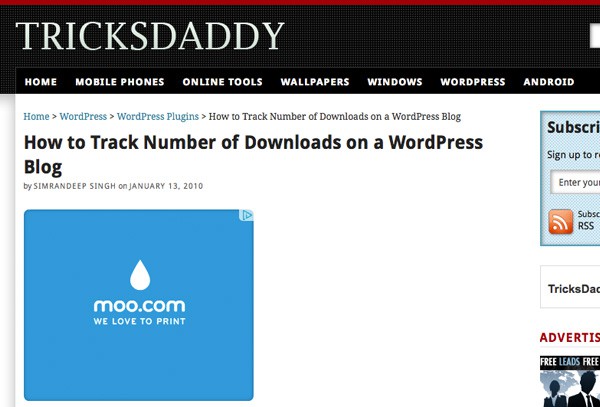 TRICKSDADDY
HOME MOBILE PHONES ONLINE TOOLS WALLPAPERS WINDOWS WORDPRESS ANDROID
Home > WordPress > WordPress Plugins > How to Track Number of Downloads on a WordPress Blog
How to Track Number of Downloads on a WordPress
Blog
by SIMRANDEEP SINGH on JANUARY 13, 2010
moo.com
WE LOVE TO PRINT
Subscri
Sign up to re
Enter your
Subsc
RSS
TricksDad
ADVERTIS
FREE LEADS FREE